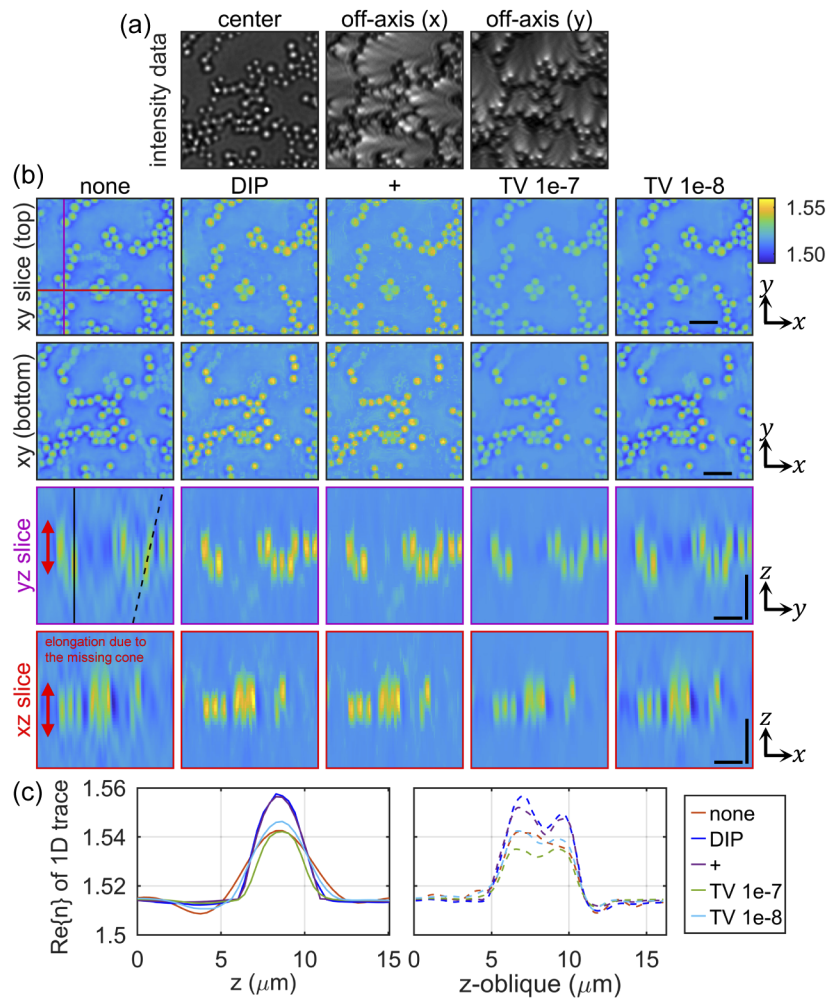 (a)
center
off-axis (x)
off-axis (y)
intensity data
(b)
none
DIP
+
TV 1e-7
TV 1e-8
xy slice (top)
1.55
1.50
y
x
xy (bottom)
y
x
yz slice
z
y
elongation due to
the missing cone
xz slice
z
x
(c)
Re{n} of 1D trace
1.56
1.54
1.52
1.5
0
5
10
15
z (μm)
0
5
10
15
z-oblique (μm)
none
DIP
+
TV 1e-7
TV 1e-8